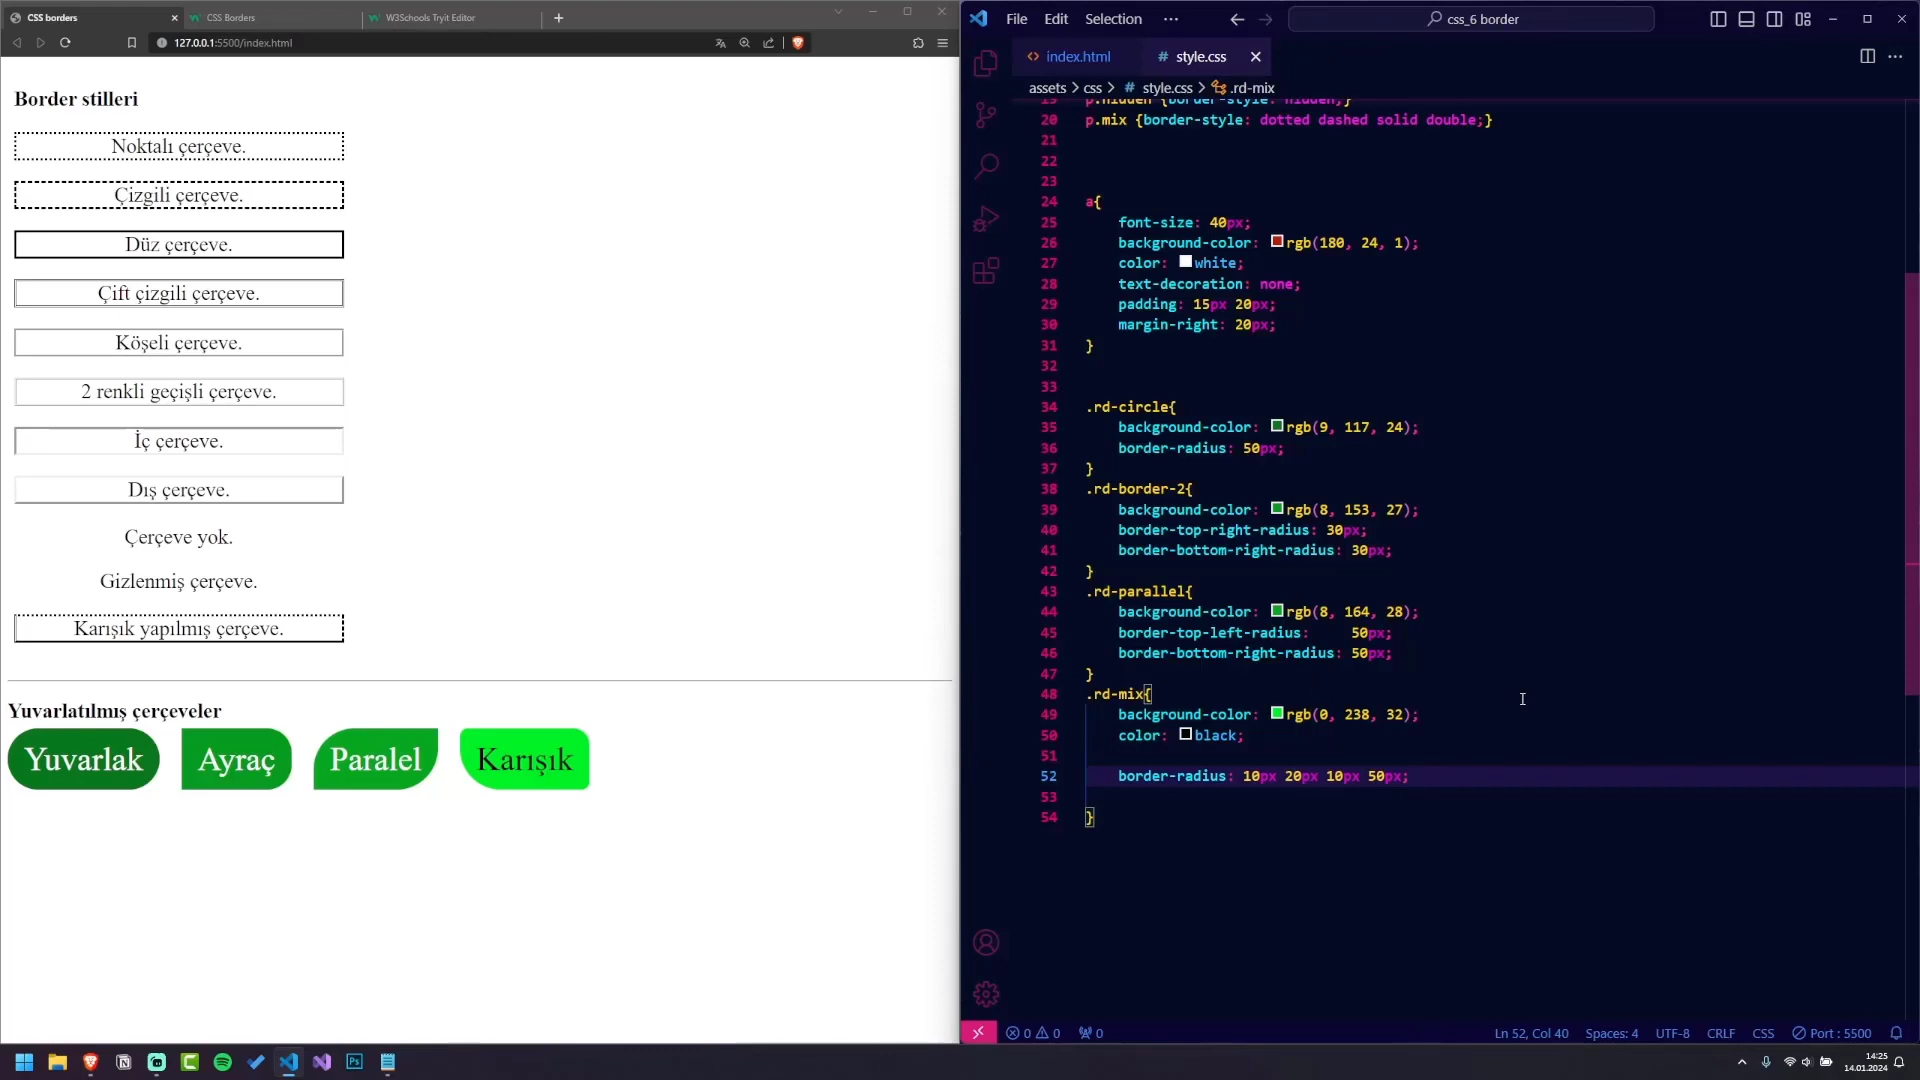 CSS borders
CSS Borders
W3Schools Tryit Editor
127.0.0.1:5500/index.html
Border stilleri
Noktalı çerçeve.
Çizgili çerçeve.
Düz çerçeve.
Çift çizgili çerçeve.
Köşeli çerçeve.
2 renkli geçişli çerçeve.
İç çerçeve.
Dış çerçeve.
Çerçeve yok.
Gizlenmiş çerçeve.
Karışık yapılmış çerçeve.
Yuvarlatılmış çerçeveler
Yuvarlak Ayraç Paralel Karışık
File Edit Selection ··· css_6 border
index.html # style.css
assets > css > # style.css > .rd-mix
19 p.hidden {border-style: hidden;}
20 p.mix {border-style: dotted dashed solid double;}
21
22
23
24 a{
25 font-size: 40px;
26 background-color: rgb(180, 24, 1);
27 color: white;
28 text-decoration: none;
29 padding: 15px 20px;
30 margin-right: 20px;
31 }
32
33
34 .rd-circle{
35 background-color: rgb(9, 117, 24);
36 border-radius: 50px;
37 }
38 .rd-border-2{
39 background-color: rgb(8, 153, 27);
40 border-top-right-radius: 30px;
41 border-bottom-right-radius: 30px;
42 }
43 .rd-parallel{
44 background-color: rgb(8, 164, 28);
45 border-top-left-radius: 50px;
46 border-bottom-right-radius: 50px;
47 }
48 .rd-mix{
49 background-color: rgb(0, 238, 32);
50 color: black;
51
52 border-radius: 10px 20px 10px 50px;
53
54 }
0 0 0 Ln 52, Col 40 Spaces: 4 UTF-8 CRLF CSS Port : 5500
14:25
14.01.2024